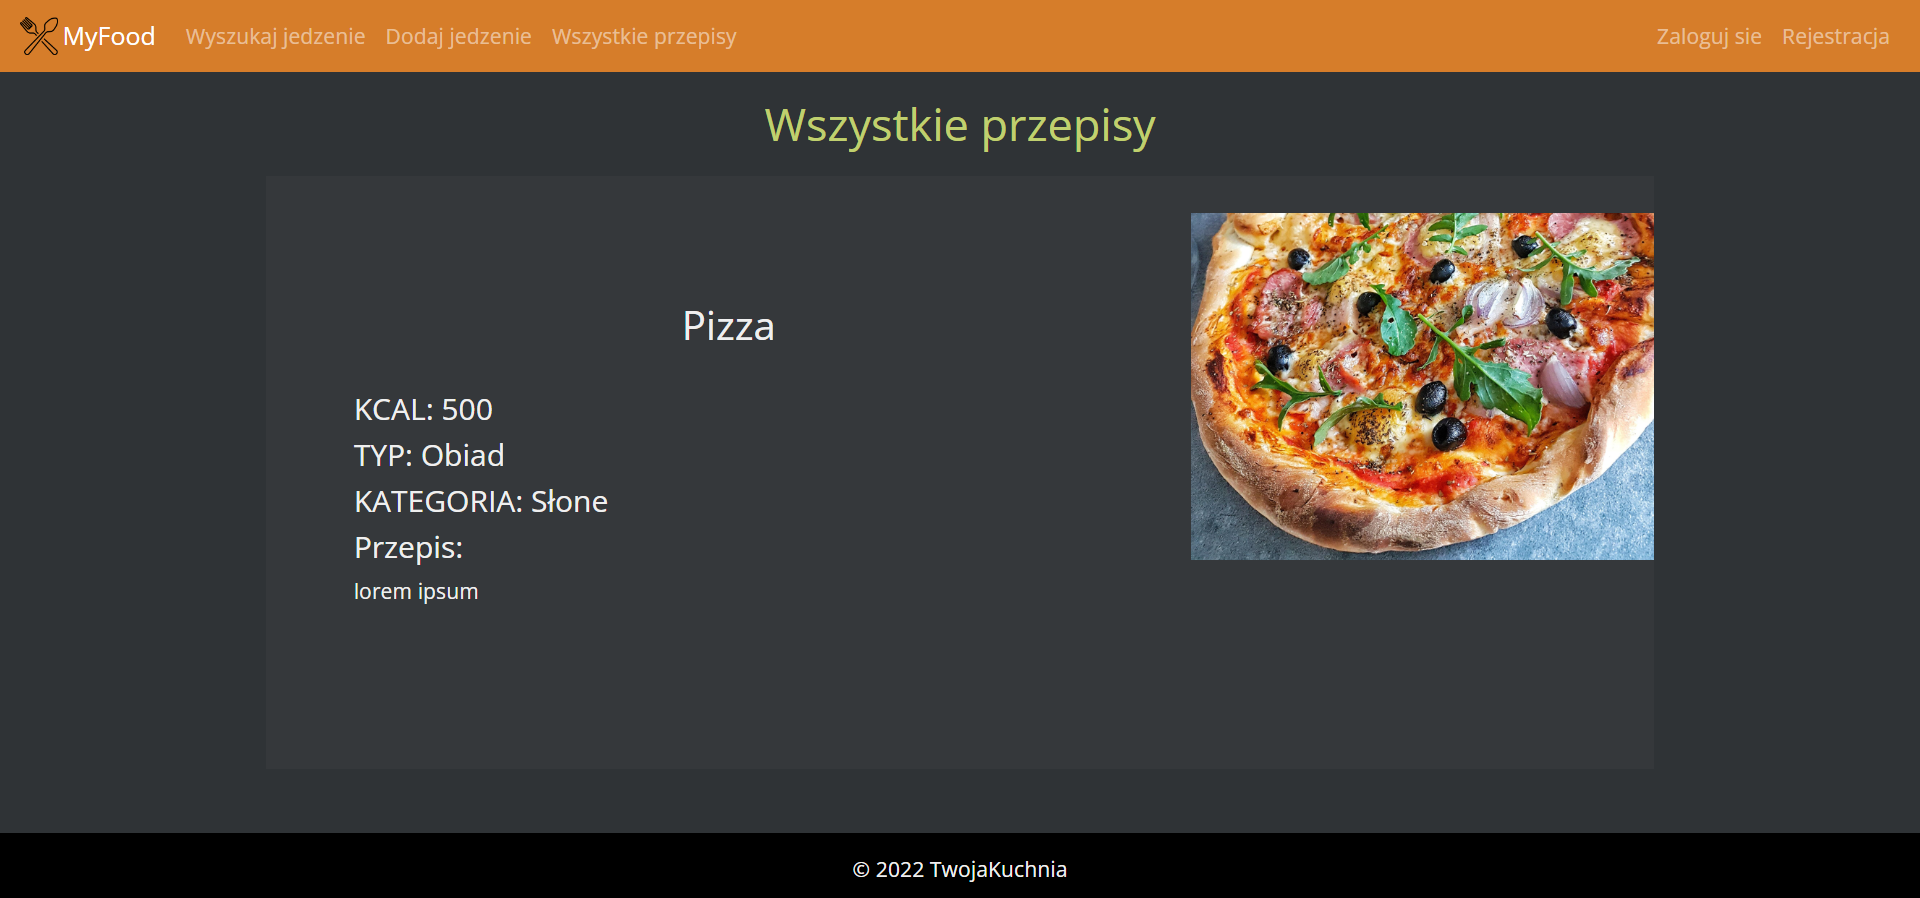 MyFood Wyszukaj jedzenie Dodaj jedzenie Wszystkie przepisy Zaloguj sie Rejestracja
Wszystkie przepisy
Pizza
KCAL: 500
TYP: Obiad
KATEGORIA: Słone
Przepis:
lorem ipsum
© 2022 TwojaKuchnia